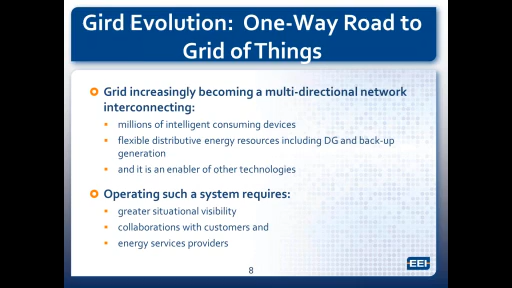 Gird Evolution: One-Way Road to
Grid of Things
Grid increasingly becoming a multi-directional network
interconnecting:
millions of intelligent consuming devices
flexible distributive energy resources including DG and back-up
generation
and it is an enabler of other technologies
Operating such a system requires:
greater situational visibility
collaborations with customers and
energy services providers
EEI
8